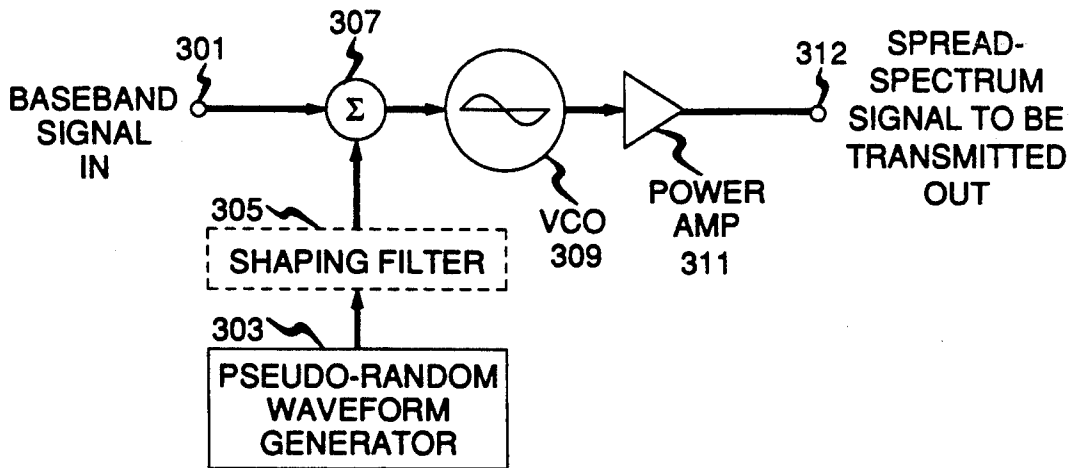 301
BASEBAND
SIGNAL
IN
307
Σ
305
SHAPING FILTER
303
PSEUDO-RANDOM
WAVEFORM
GENERATOR
VCO
309
POWER
AMP
311
312
SPREAD-
SPECTRUM
SIGNAL TO BE
TRANSMITTED
OUT